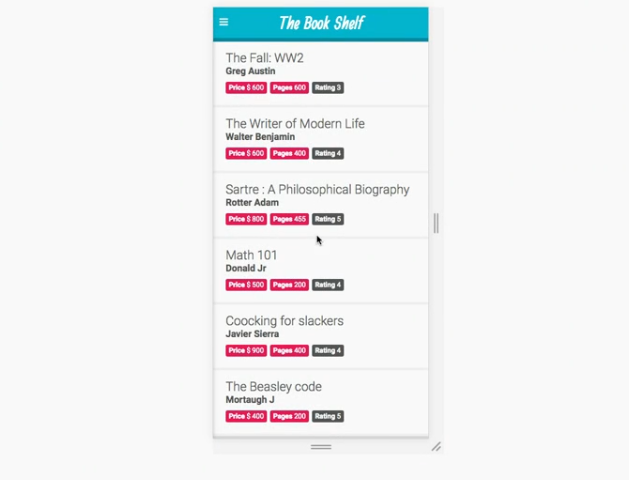 The Book Shelf
The Fall: WW2
Greg Austin
Price $ 600 Pages 600 Rating 3
The Writer of Modern Life
Walter Benjamin
Price $ 600 Pages 400 Rating 4
Sartre : A Philosophical Biography
Rotter Adam
Price $ 800 Pages 455 Rating 5
Math 101
Donald Jr
Price $ 500 Pages 200 Rating 4
Coocking for slackers
Javier Sierra
Price $ 900 Pages 400 Rating 4
The Beasley code
Mortaugh J
Price $ 400 Pages 200 Rating 5